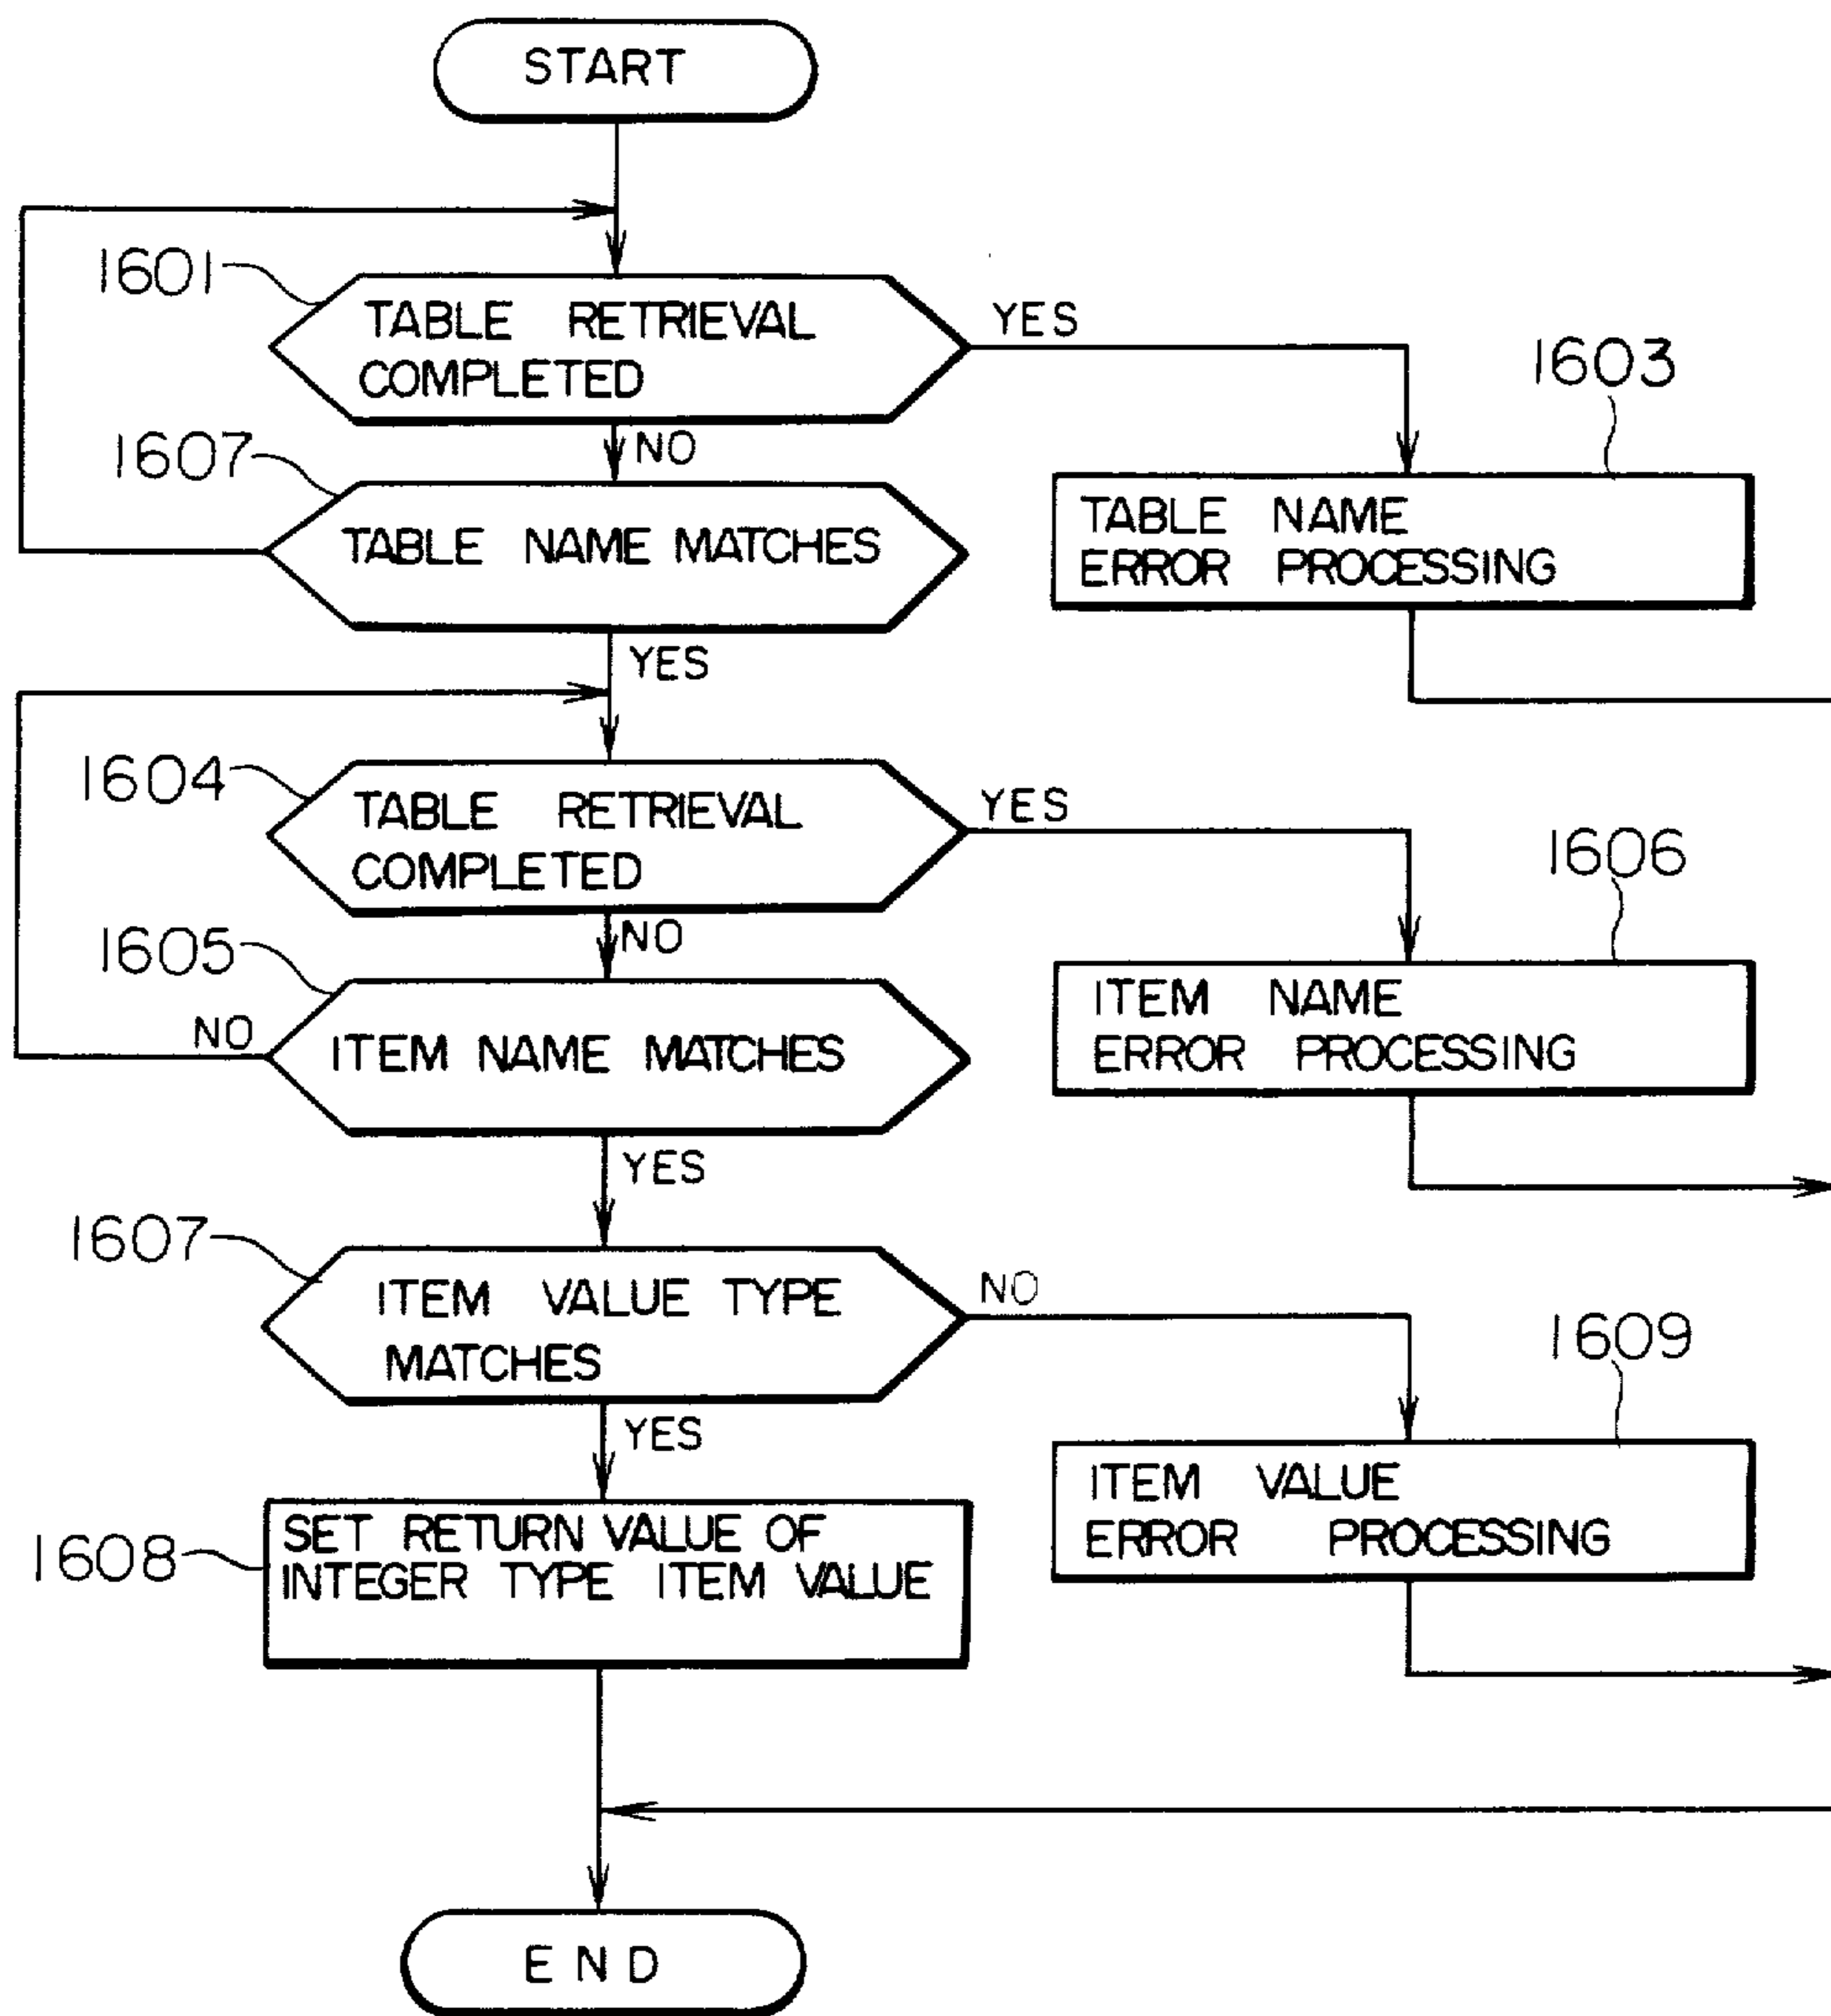 START
1601
TABLE RETRIEVAL
COMPLETED
YES
NO
1603
TABLE NAME
ERROR PROCESSING
1607
TABLE NAME MATCHES
YES
1604
TABLE RETRIEVAL
COMPLETED
YES
NO
1606
ITEM NAME
ERROR PROCESSING
1605
NO
ITEM NAME MATCHES
YES
1607
ITEM VALUE TYPE
MATCHES
NO
YES
1609
ITEM VALUE
ERROR PROCESSING
1608
SET RETURN VALUE OF
INTEGER TYPE ITEM VALUE
END